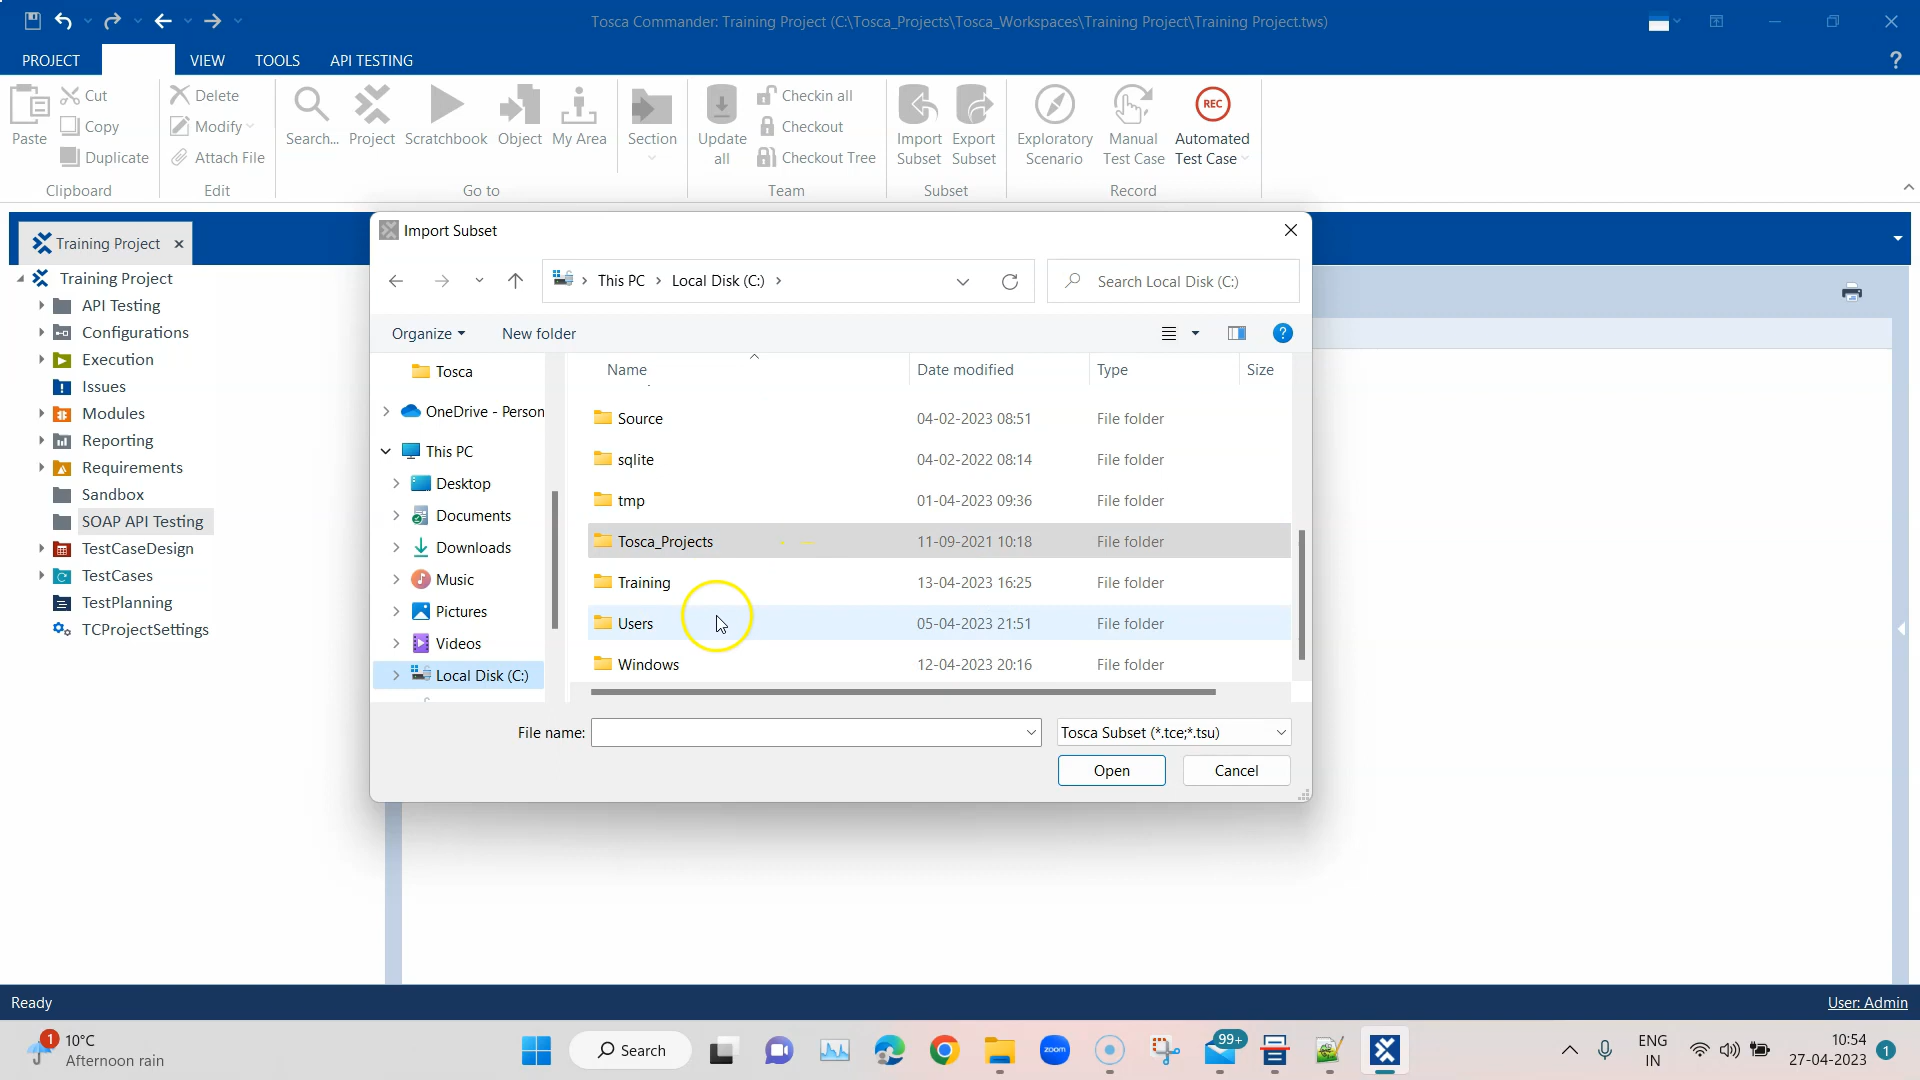 Tosca Commander: Training Project (C:\Tosca_Projects\Tosca_Workspaces\Training Project\Training Project.tws)
PROJECT
VIEW
TOOLS
API TESTING
?
Paste
Cut
Copy
Duplicate
Clipboard
Delete
Modify
Attach File
Edit
Search...
Project
Scratchbook
Object
My Area
Section
Go to
Update all
Checkin all
Checkout
Checkout Tree
Team
Import Subset
Export Subset
Subset
Exploratory Scenario
Manual Test Case
REC
Automated Test Case
Record
Training Project
Training Project
API Testing
Configurations
Execution
Issues
Modules
Reporting
Requirements
Sandbox
SOAP API Testing
TestCaseDesign
TestCases
TestPlanning
TCProjectSettings
Import Subset
This PC
Local Disk (C:)
Search Local Disk (C:)
Organize
New folder
?
Tosca
OneDrive - Person
This PC
Desktop
Documents
Downloads
Music
Pictures
Videos
Local Disk (C:)
Name Date modified Type Size
Source 04-02-2023 08:51 File folder
sqlite 04-02-2022 08:14 File folder
tmp 01-04-2023 09:36 File folder
Tosca_Projects 11-09-2021 10:18 File folder
Training 13-04-2023 16:25 File folder
Users 05-04-2023 21:51 File folder
Windows 12-04-2023 20:16 File folder
File name:
Tosca Subset (*.tce;*.tsu)
Open
Cancel
Ready
User: Admin
1
10°C
Afternoon rain
Search
zoom
99+
ENG
IN
10:54
27-04-2023
1